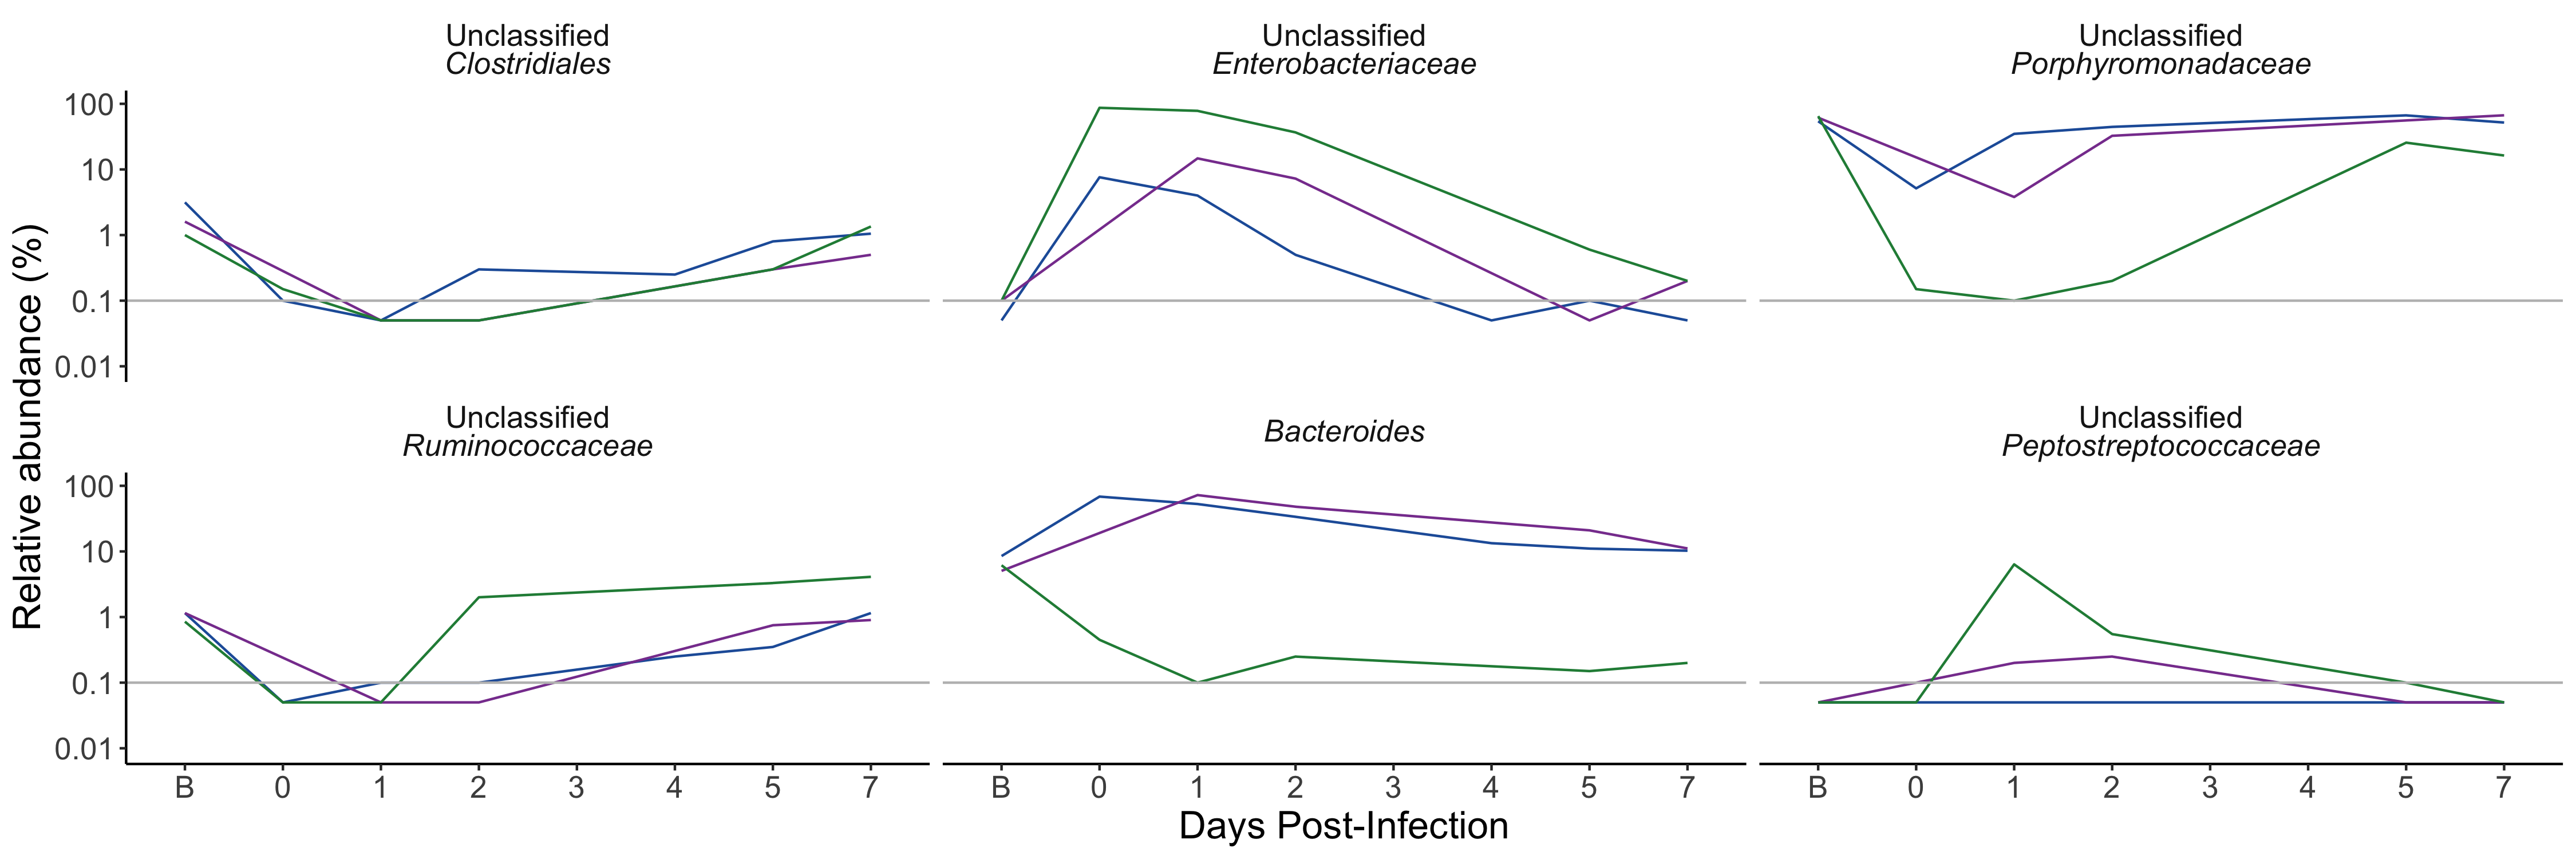 Unclassified
Clostridiales
Unclassified
Enterobacteriaceae
Unclassified
Porphyromonadaceae
100
10
1
0.1
0.01
Relative abundance (%)
Unclassified
Ruminococcaceae
Bacteroides
Unclassified
Peptostreptococcaceae
100
10
1
0.1
0.01
B 0 1 2 3 4 5 7
B 0 1 2 3 4 5 7
B 0 1 2 3 4 5 7
Days Post-Infection